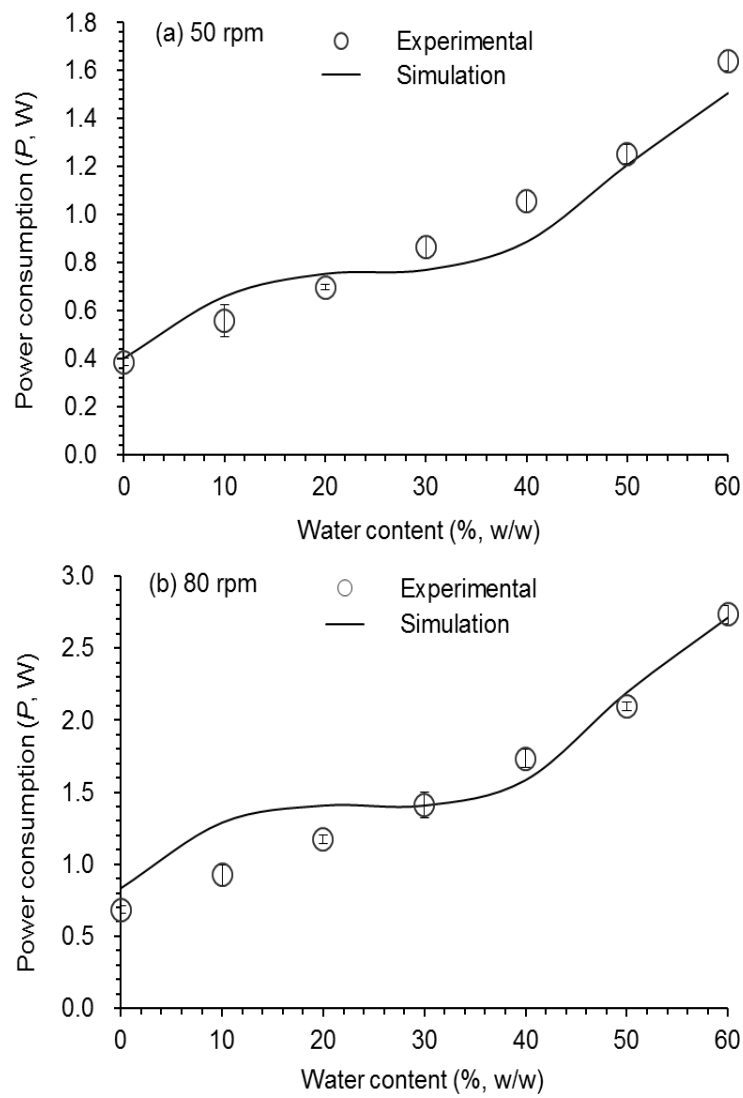 (a) 50 rpm
Experimental
Simulation
Power consumption (P, W)
1.8
1.6
1.4
1.2
1.0
0.8
0.6
0.4
0.2
0.0
0 10 20 30 40 50 60
Water content (%, w/w)
(b) 80 rpm
Experimental
Simulation
Power consumption (P, W)
3.0
2.5
2.0
1.5
1.0
0.5
0.0
0 10 20 30 40 50 60
Water content (%, w/w)